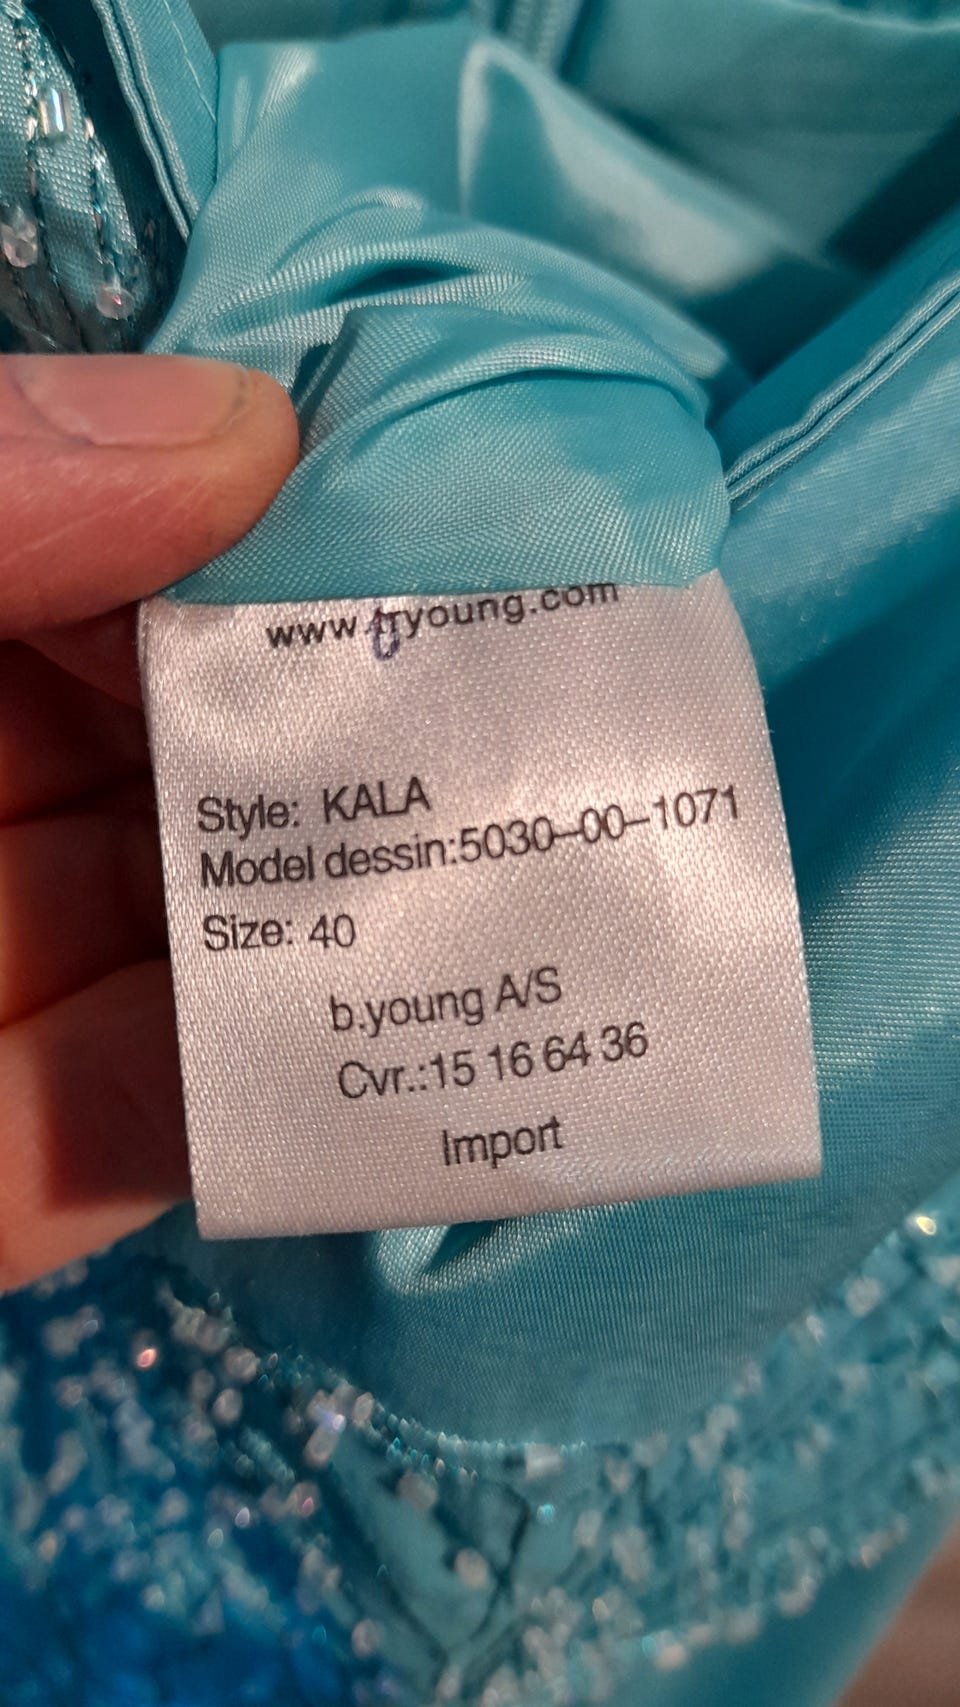 www.byoung.com
Style: KALA
Model dessin:5030-00-1071
Size: 40
b.young A/S
Cvr.:15 16 64 36
Import